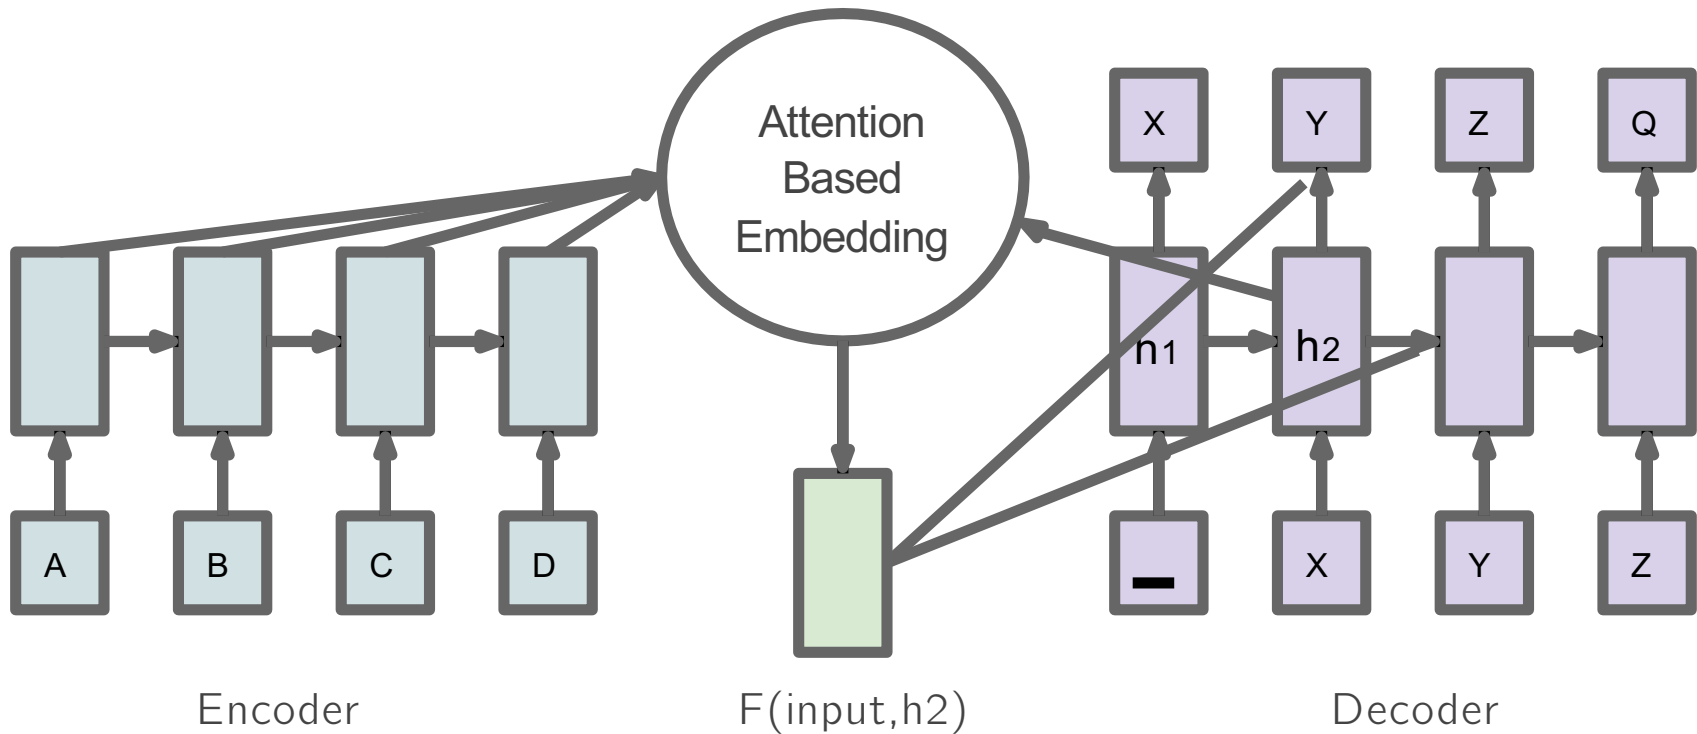 Attention
Based
Embedding
X
Y
Z
Q
h1
h2
A
B
C
D
_
X
Y
Z
Encoder
F(input,h2)
Decoder